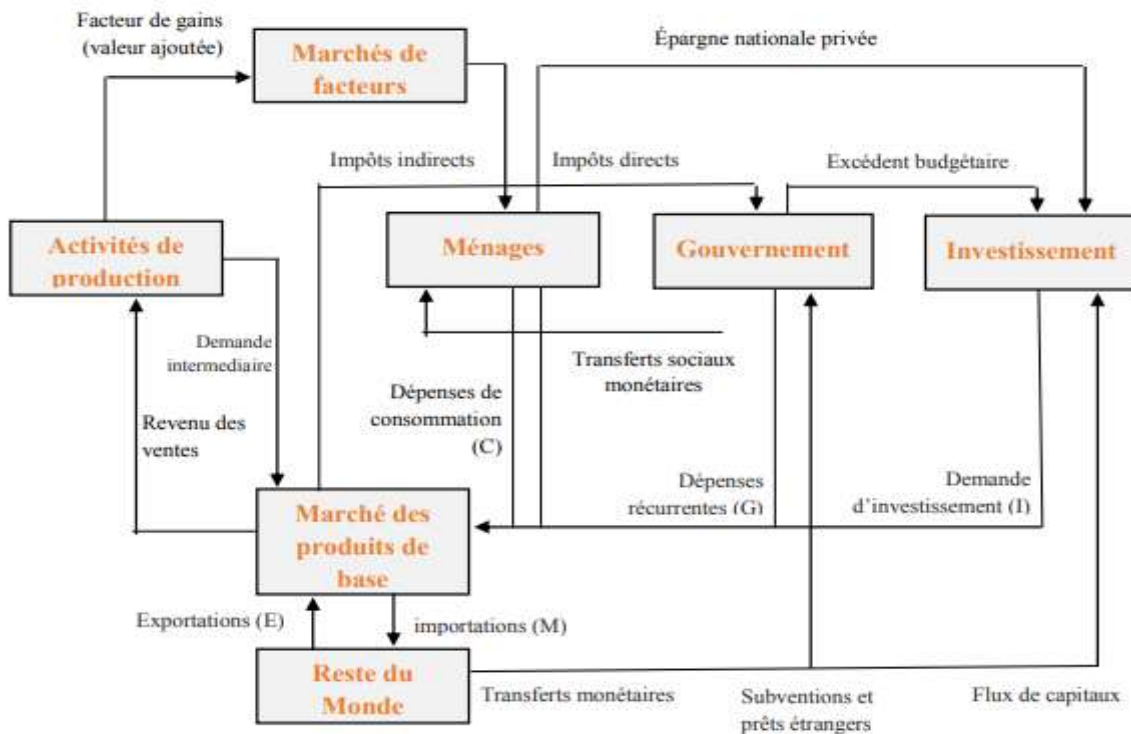 Facteur de gains
(valeur ajoutée)
Marchés de
facteurs
Épargne nationale privée
Impôts indirects
Impôts directs
Excédent budgétaire
Activités de
production
Ménages
Gouvernement
Investissement
Demande
intermediaire
Transferts sociaux
monétaires
Revenu des
ventes
Dépenses de
consommation
(C)
Dépenses
récurrentes (G)
Demande
d'investissement (I)
Marché des
produits de
base
Exportations (E)
importations (M)
Reste du
Monde
Transferts monétaires
Subventions et
prêts étrangers
Flux de capitaux